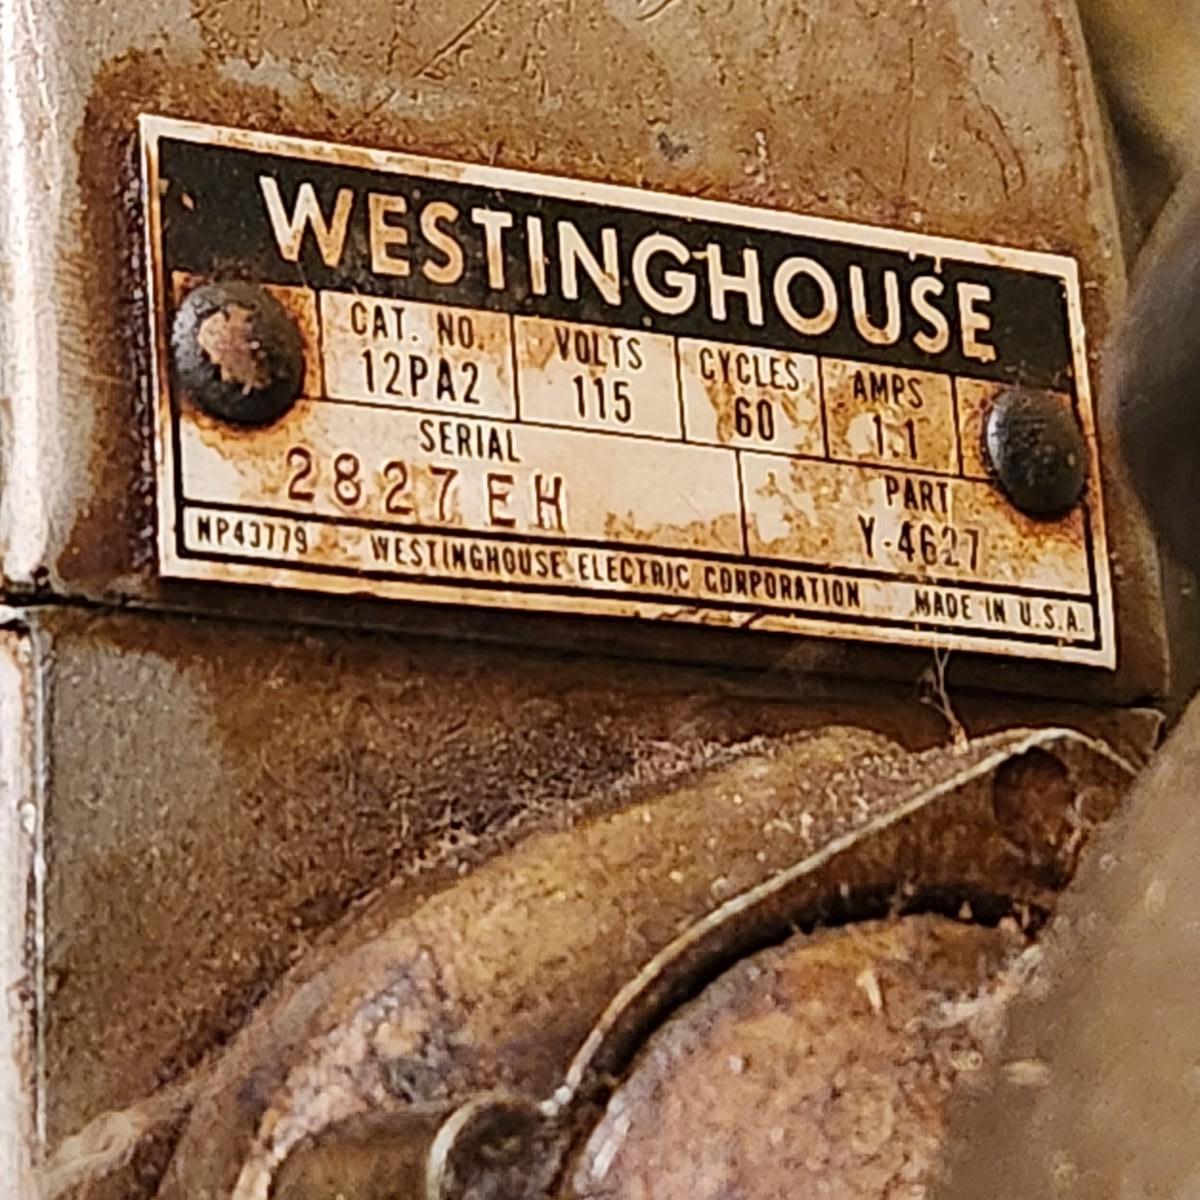 WESTINGHOUSE
CAT. NO. VOLTS CYCLES AMPS
12PA2 115 60 1.1
SERIAL PART
2827EH Y-4627
NP43779 WESTINGHOUSE ELECTRIC CORPORATION MADE IN U.S.A.